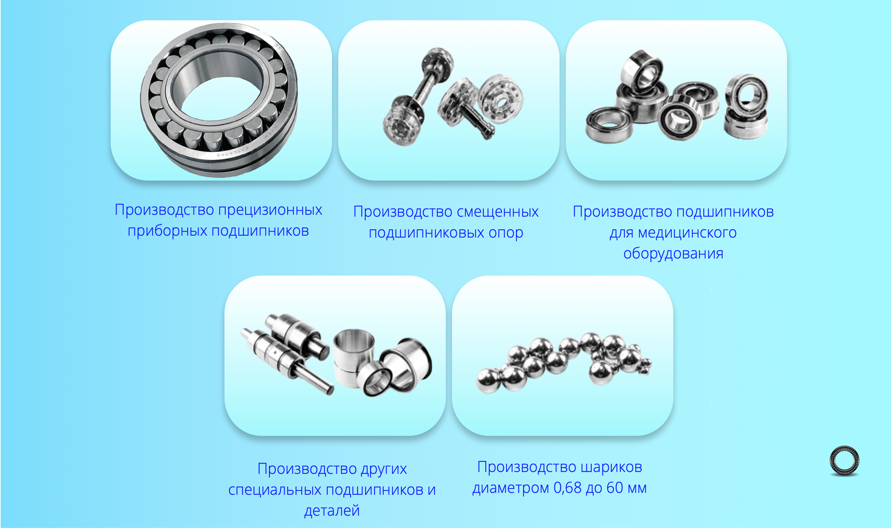 Производство прецизионных
приборных подшипников
Производство смещенных
подшипниковых опор
Производство подшипников
для медицинского
оборудования
Производство других
специальных подшипников и
деталей
Производство шариков
диаметром 0,68 до 60 мм